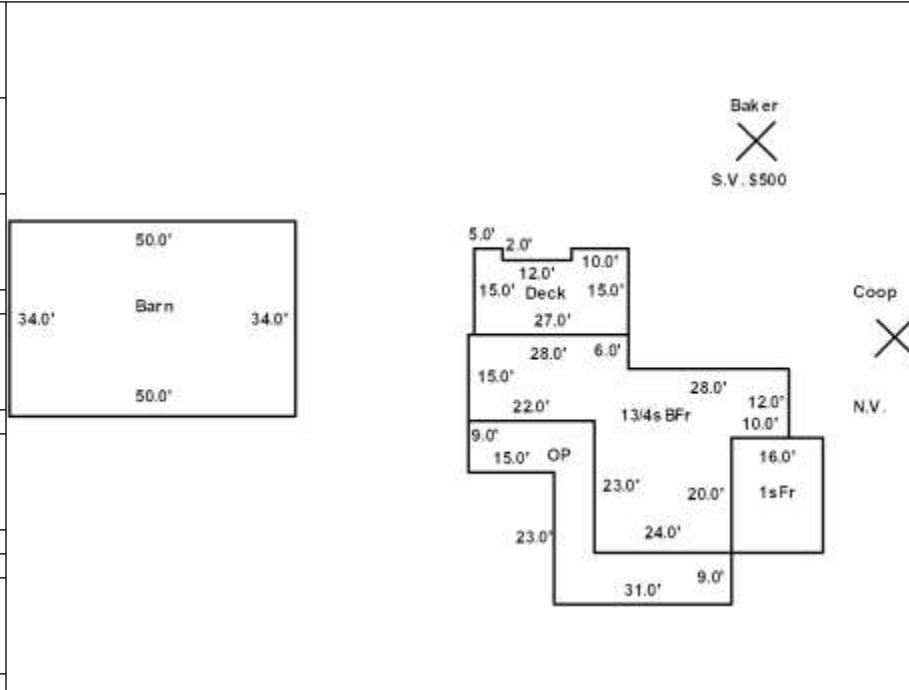 Baker
S.V. $500
50.0'
Barn
34.0' 34.0'
50.0'
5.0' 2.0'
12.0' 10.0'
15.0' Deck 15.0'
27.0'
Coop
N.V.
28.0' 6.0'
15.0' 28.0'
22.0' 13/4s BFr 12.0'
10.0'
9.0'
15.0' OP 16.0'
23.0' 20.0' 1sFr
23.0' 24.0'
9.0'
31.0'